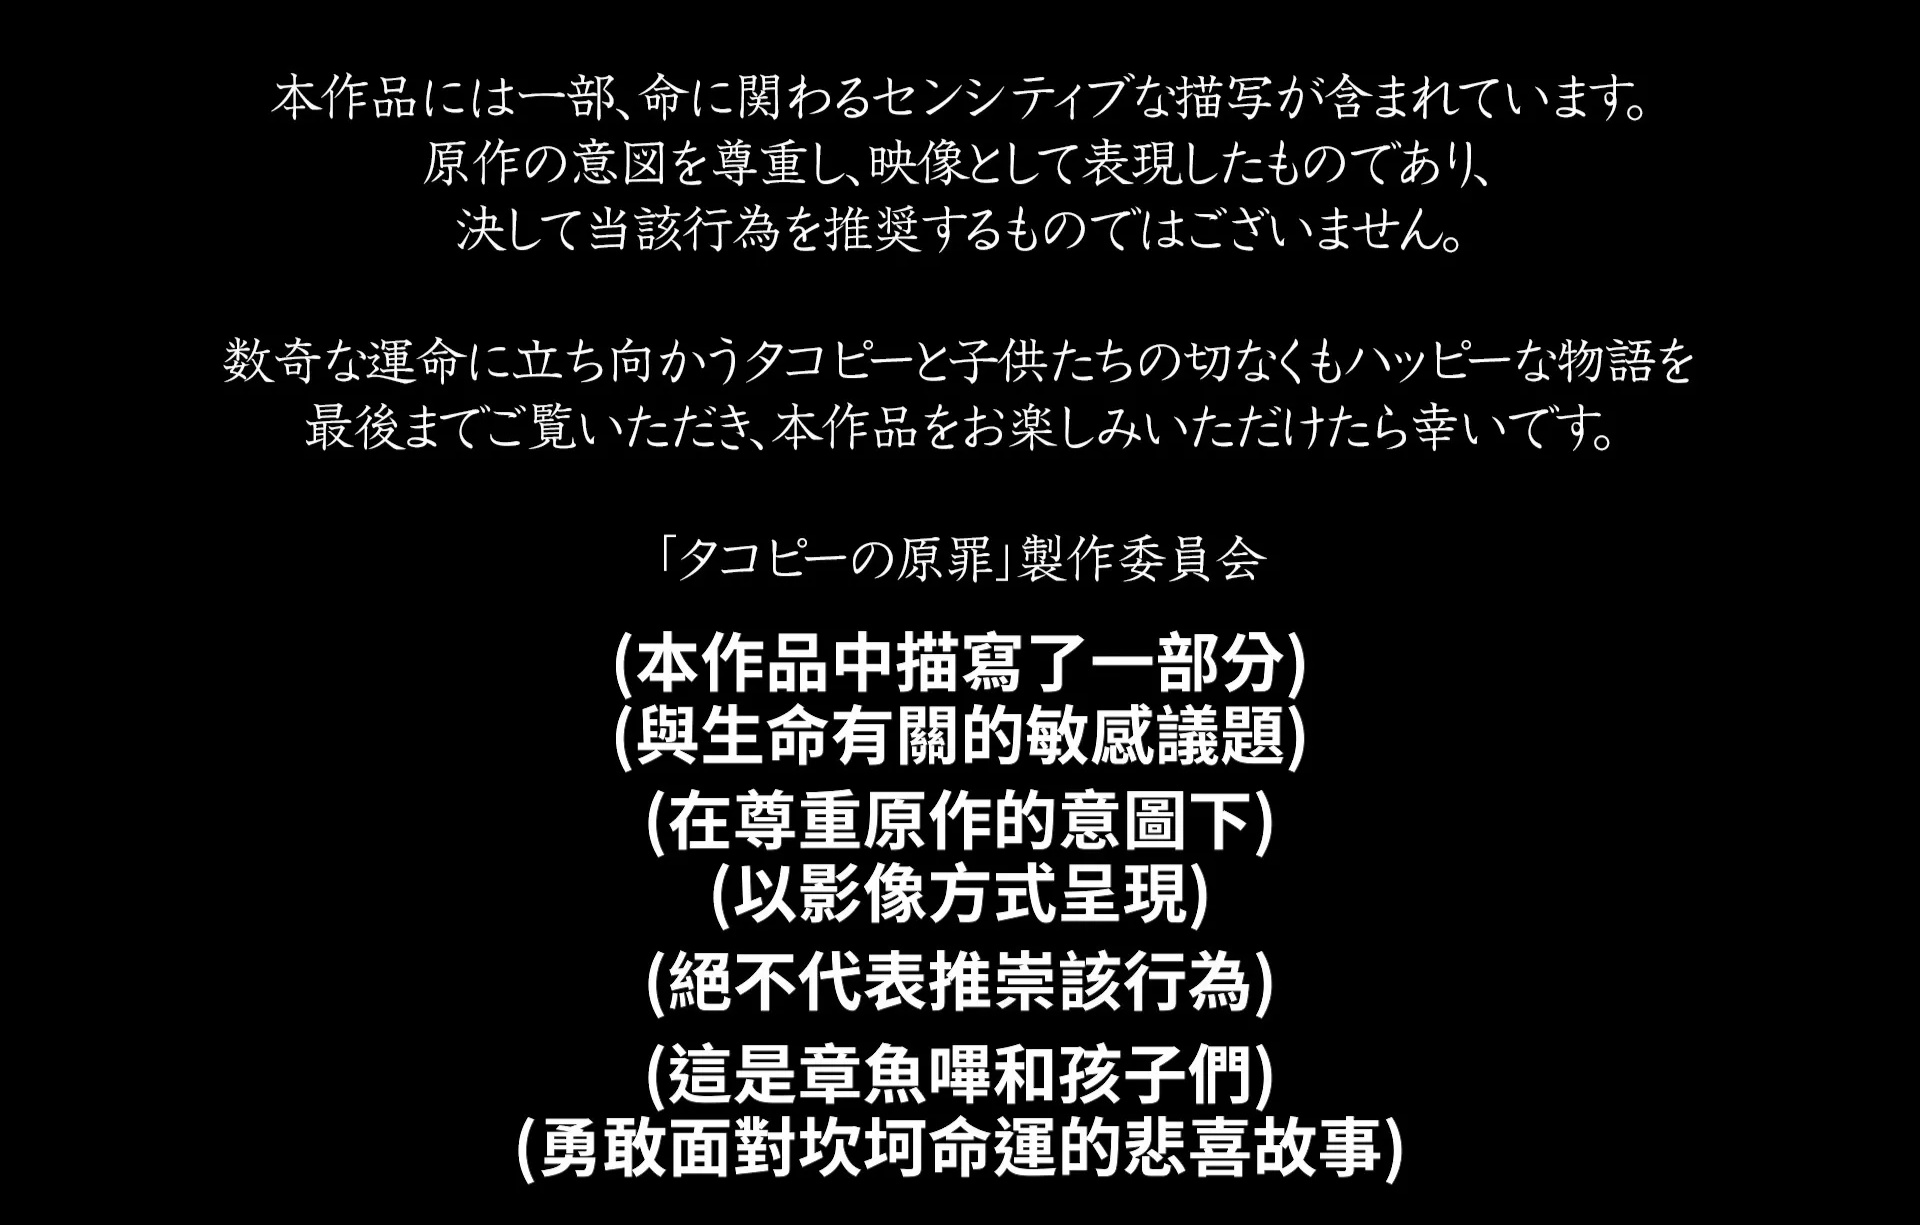 本作品には一部、命に関わるセンシティブな描写が含まれています。
原作の意図を尊重し、映像として表現したものであり、
決して当該行為を推奨するものではございません。
数奇な運命に立ち向かうタコピーと子供たちの切なくもハッピーな物語を
最後までご覧いただき、本作品をお楽しみいただけたら幸いです。
「タコピーの原罪」製作委員会
(本作品中描寫了一部分)
(與生命有關的敏感議題)
(在尊重原作的意圖下)
(以影像方式呈現)
(絕不代表推崇該行為)
(這是章魚嗶和孩子們)
(勇敢面對坎坷命運的悲喜故事)